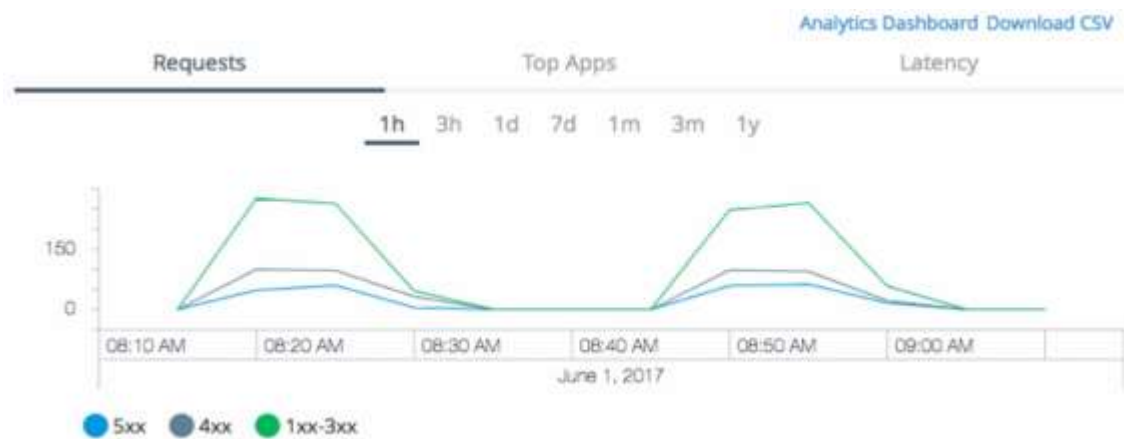 Analytics Dashboard Download CSV
Requests Top Apps Latency
1h 3h 1d 7d 1m 3m 1y
150
0
08:10 AM 08:20 AM 08:30 AM 08:40 AM 08:50 AM 09:00 AM
June 1, 2017
5xx 4xx 1xx-3xx